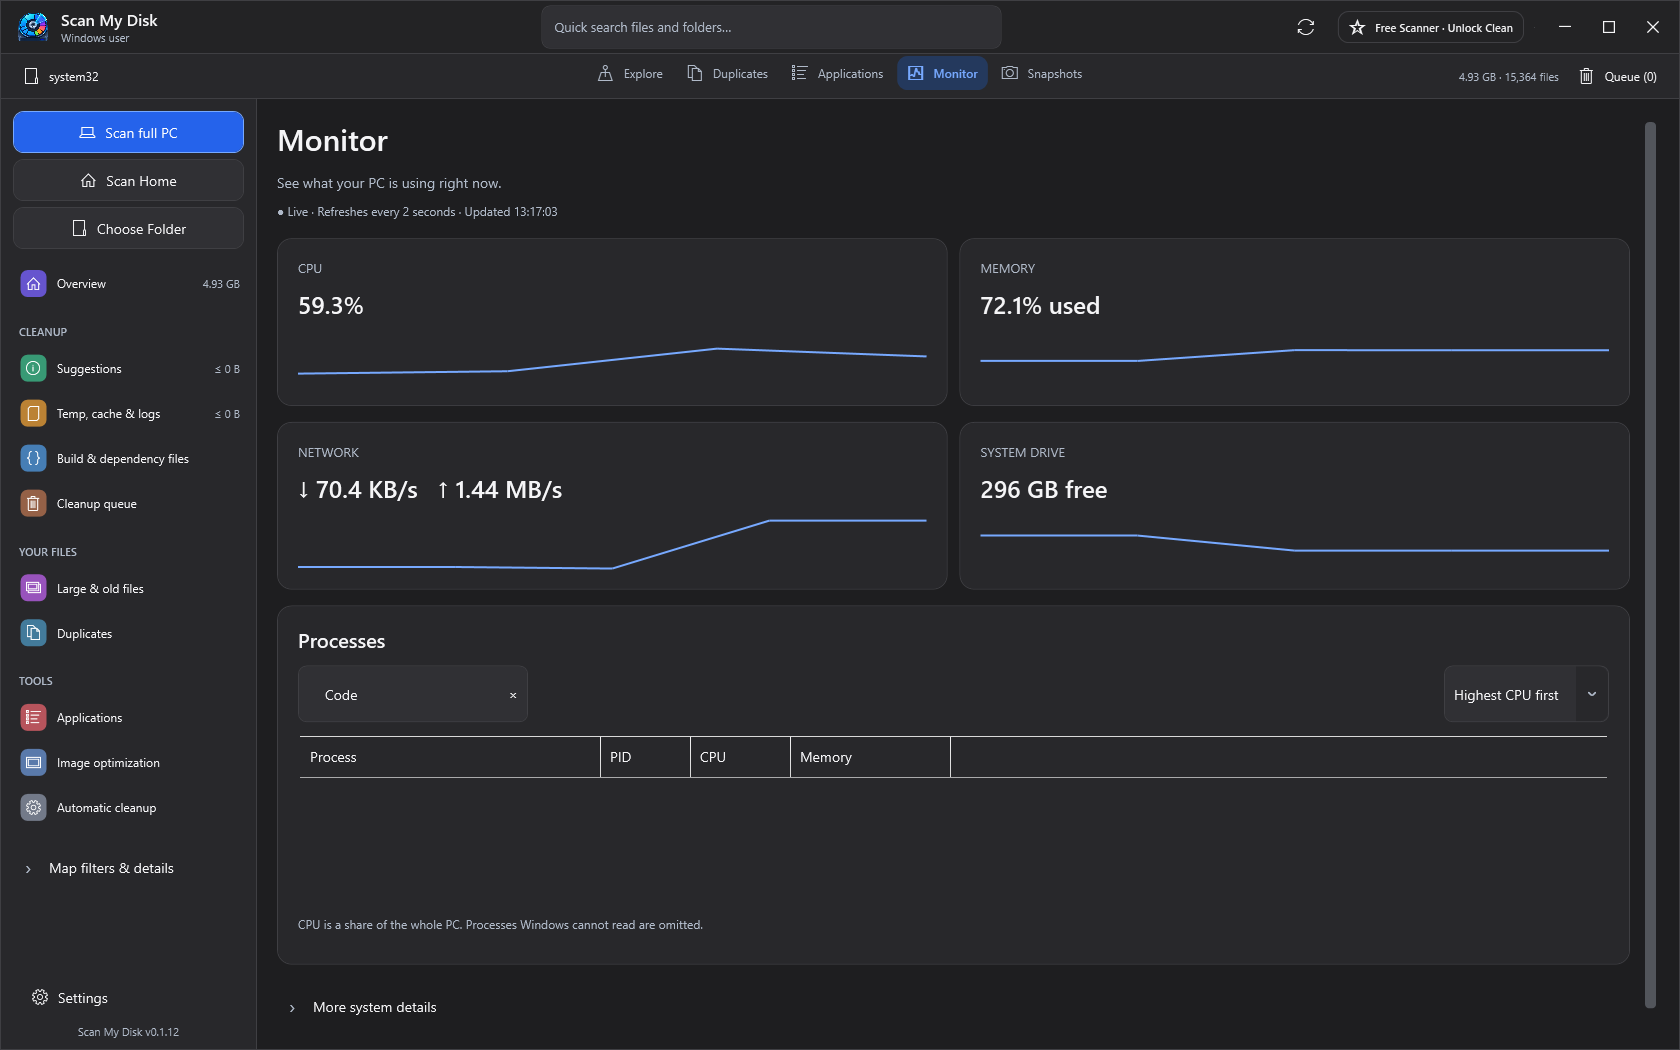 Scan My Disk
Windows user
Quick search files and folders...
Free Scanner · Unlock Clean
system32
Explore
Duplicates
Applications
Monitor
Snapshots
4.93 GB · 15,364 files
Queue (0)
Scan full PC
Scan Home
Choose Folder
Overview 4.93 GB
CLEANUP
Suggestions ≤ 0 B
Temp, cache & logs ≤ 0 B
Build & dependency files
Cleanup queue
YOUR FILES
Large & old files
Duplicates
TOOLS
Applications
Image optimization
Automatic cleanup
Map filters & details
Settings
Scan My Disk v0.1.12
Monitor
See what your PC is using right now.
● Live · Refreshes every 2 seconds · Updated 13:17:03
CPU
59.3%
MEMORY
72.1% used
NETWORK
↓ 70.4 KB/s ↑ 1.44 MB/s
SYSTEM DRIVE
296 GB free
Processes
Code
Highest CPU first
Process PID CPU Memory
CPU is a share of the whole PC. Processes Windows cannot read are omitted.
More system details